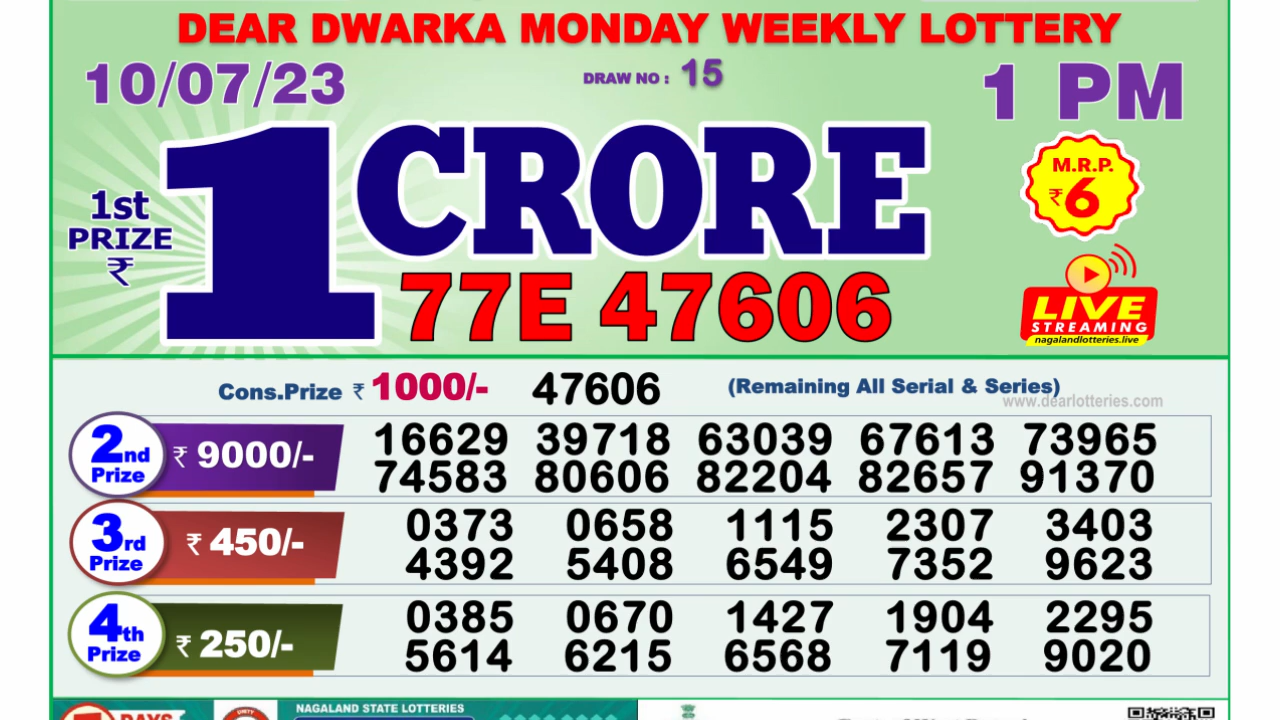 DEAR DWARKA MONDAY WEEKLY LOTTERY
10/07/23 DRAW NO : 15 1 PM
1st PRIZE ₹ 1 CRORE
77E 47606
M.R.P. ₹6
LIVE
STREAMING
nagalandlotteries.live
Cons.Prize ₹ 1000/- 47606 (Remaining All Serial & Series)
www.dearlotteries.com
2nd Prize ₹ 9000/-
16629 39718 63039 67613 73965
74583 80606 82204 82657 91370
3rd Prize ₹ 450/-
0373 0658 1115 2307 3403
4392 5408 6549 7352 9623
4th Prize ₹ 250/-
0385 0670 1427 1904 2295
5614 6215 6568 7119 9020
DAYS
NAGALAND STATE LOTTERIES